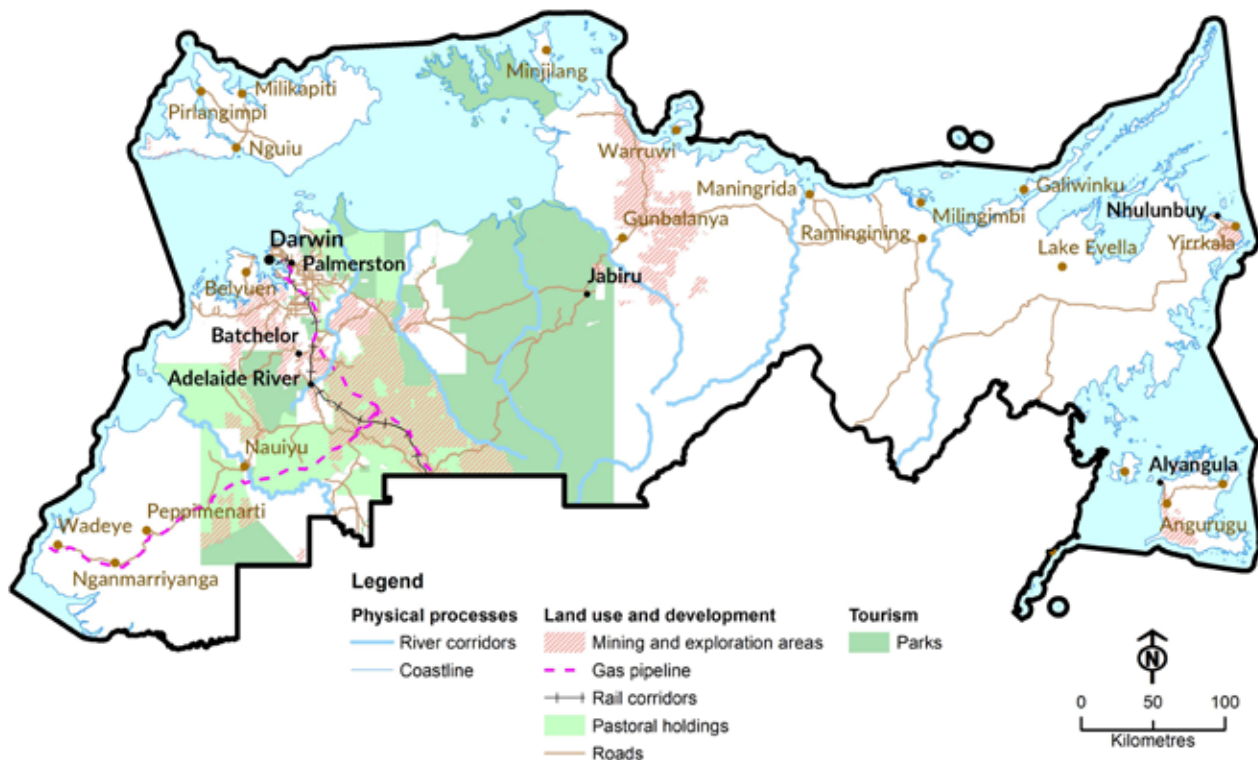 Minjilang
Milikapiti
Pirlangimpi
Nguiu
Warruwi
Maningrida
Galiwinku
Milingimbi
Nhulunbuy
Gunbalanya
Ramingining
Yirrkala
Lake Evella
Darwin
Palmerston
Belyuen
Jabiru
Batchelor
Adelaide River
Nauiyu
Alyangula
Angurugu
Peppimenarti
Wadeye
Nganmarriyanga
Legend
Physical processes
River corridors
Coastline
Land use and development
Mining and exploration areas
Gas pipeline
Rail corridors
Pastoral holdings
Roads
Tourism
Parks
N
0 50 100
Kilometres